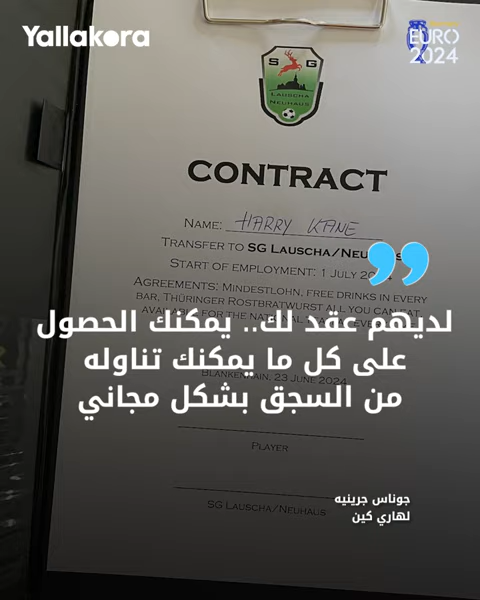 Yallakora
EURO
2024
S G
LAUSCHA
NEUHAUS
CONTRACT
NAME: HARRY KANE
TRANSFER TO SG LAUSCHA/NEU
START OF EMPLOYMENT: 1 JULY
AGREEMENTS: MINDESTLOHN, FREE DRINKS IN EVERY
BAR, THÜRINGER ROSTBRATWURST ALL YOU CAN EAT,
لديهم عقد لك.. يمكنك الحصول
على كل ما يمكنك تناوله
BLANKENHAIN, 23 JUNE 2024
من السجق بشكل مجاني
PLAYER
جوناس جرينيه
لهاري كين
SG LAUSCHA/NEUHAUS